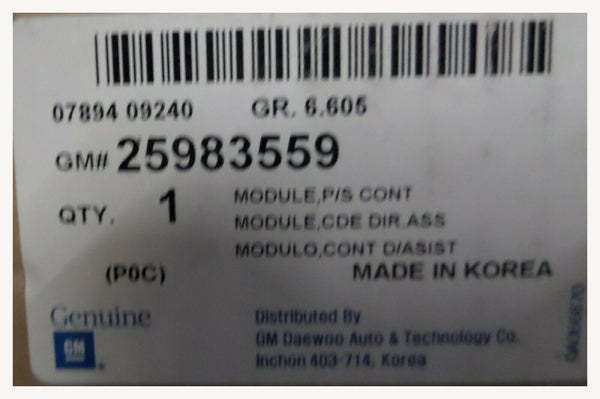 07894 09240 GR. 6.605
GM# 25983559
QTY. 1
MODULE,P/S CONT
MODULE,CDE DIR.ASS
MODULO,CONT D/ASIST
(P0C) MADE IN KOREA
Genuine
GM
Distributed By
GM Daewoo Auto & Technology Co.
Inchon 403-714, Korea